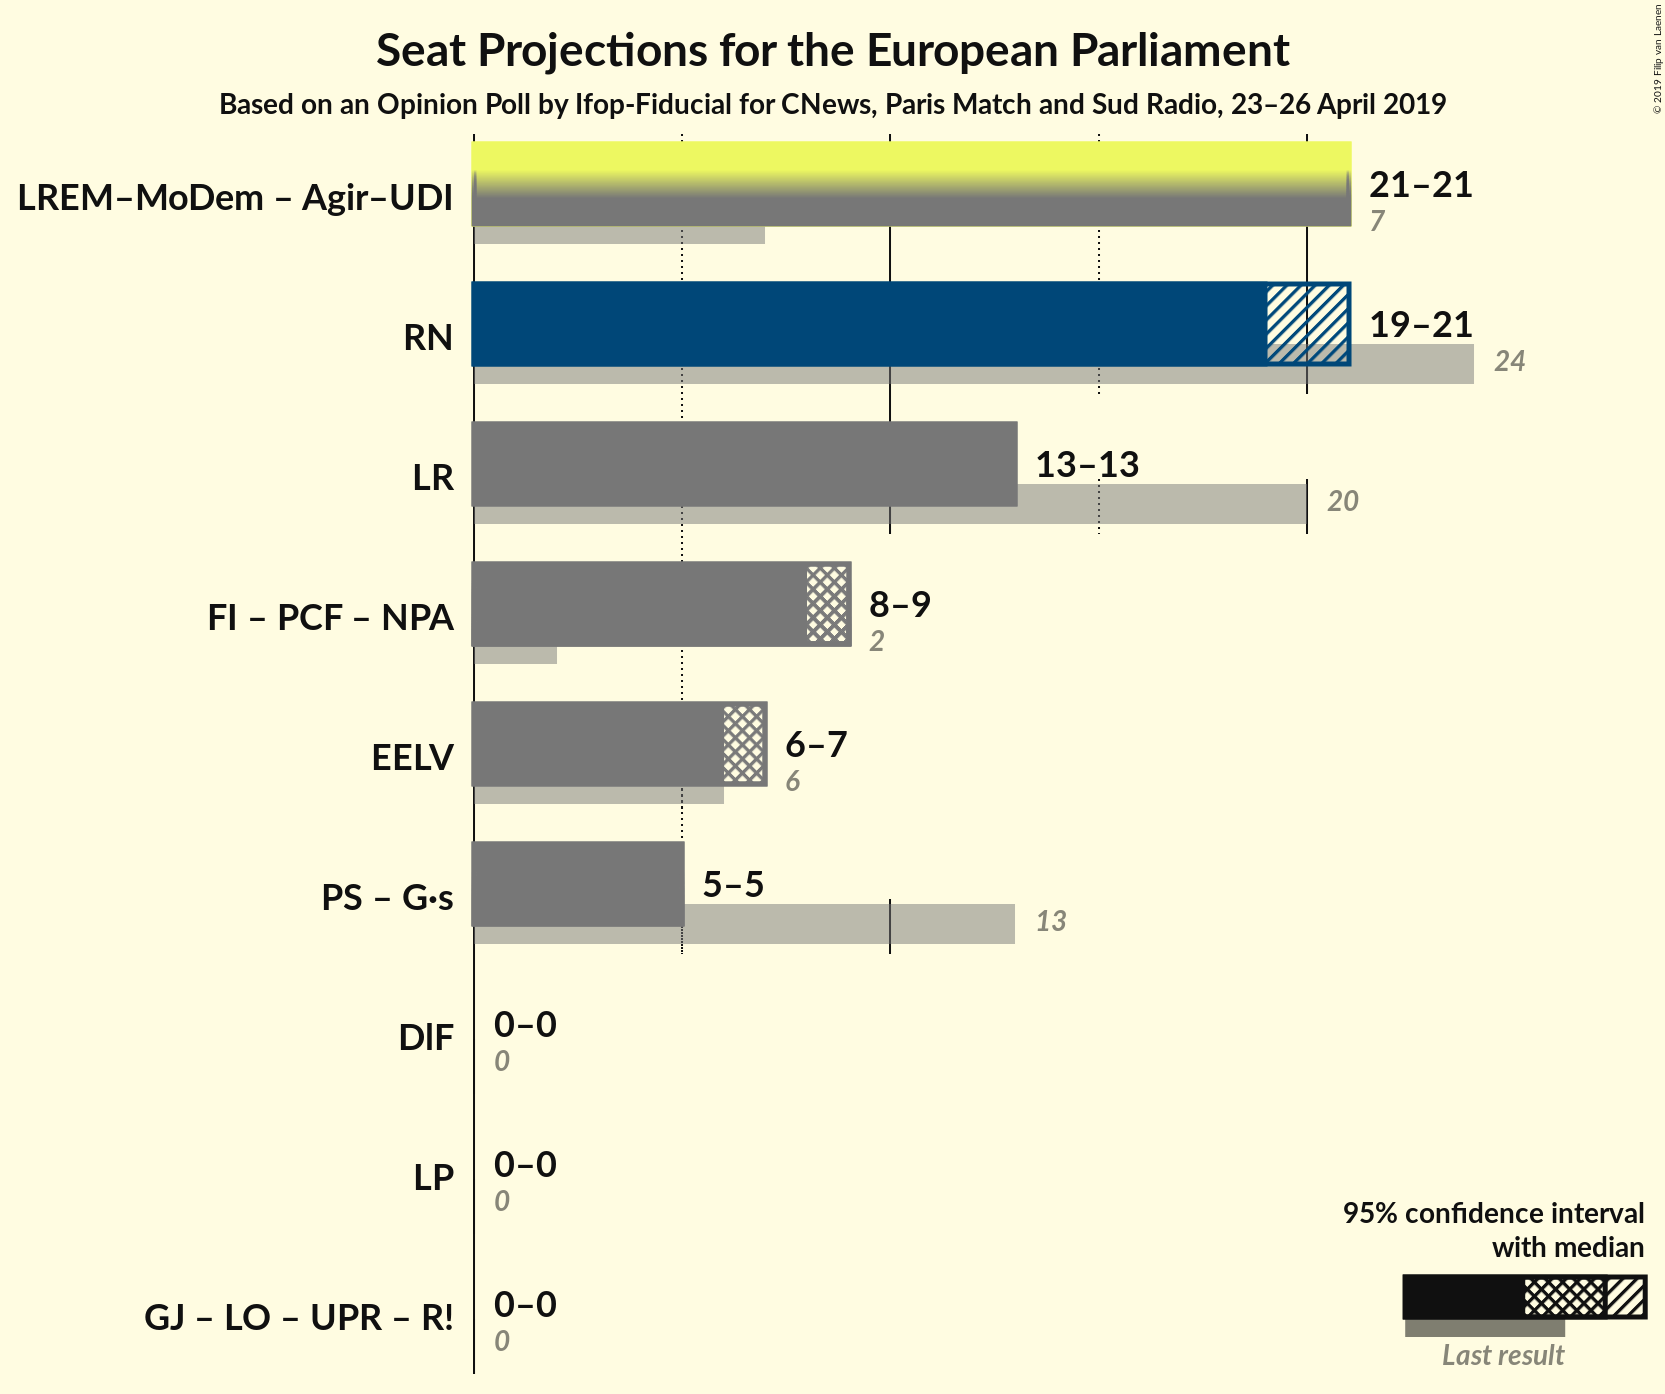 Seat Projections for the European Parliament
Based on an Opinion Poll by Ifop-Fiducial for CNews, Paris Match and Sud Radio, 23–26 April 2019
© 2019 Filip van Laenen
LREM–MoDem – Agir–UDI
21–21
7
RN
19–21
24
LR
13–13
20
FI – PCF – NPA
8–9
2
EELV
6–7
6
PS – G·s
5–5
13
DlF
0–0
0
LP
0–0
0
GJ – LO – UPR – R!
0–0
0
95% confidence interval
with median
Last result